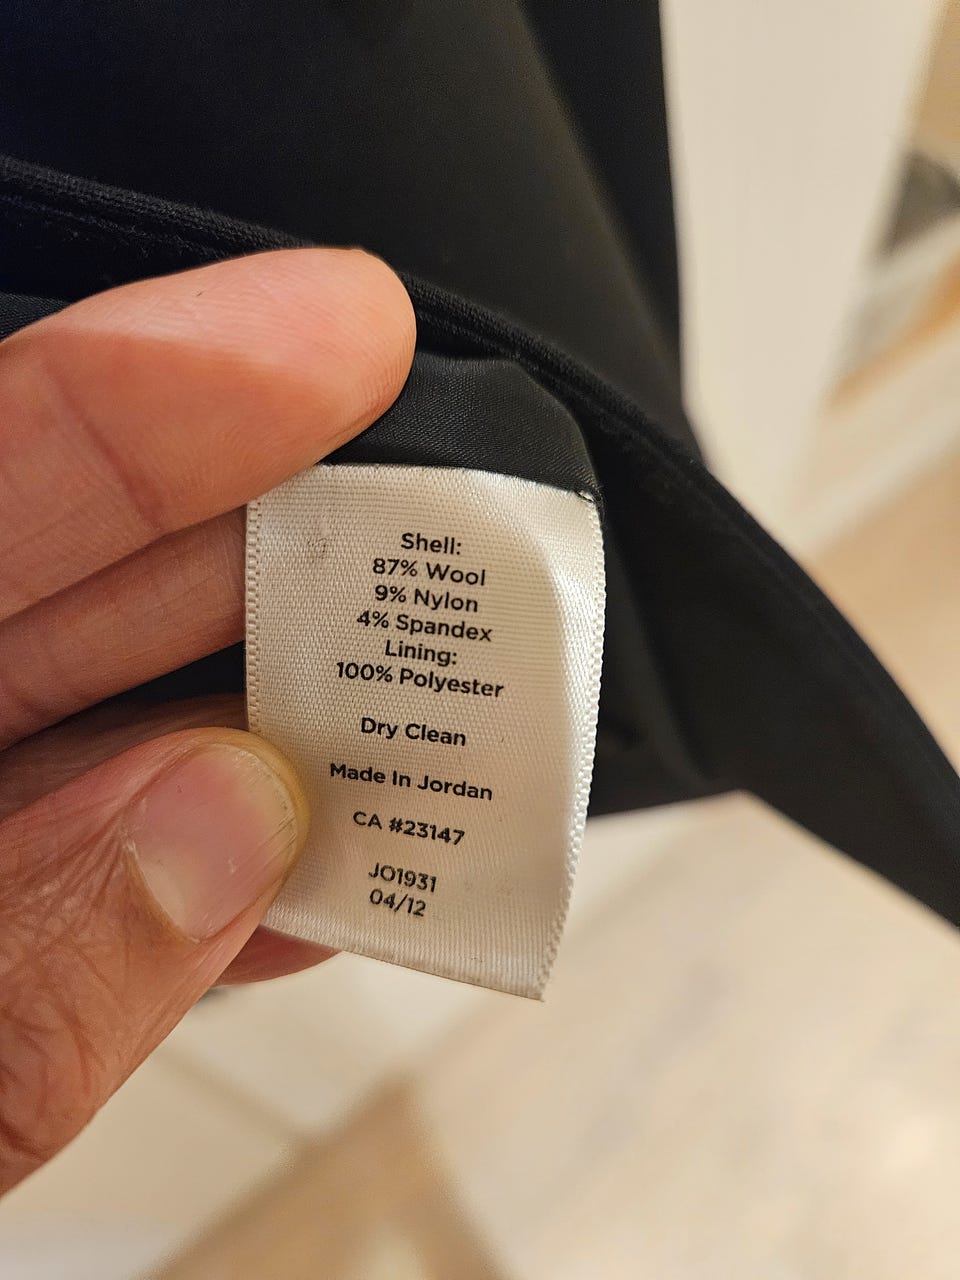 Shell:
87% Wool
9% Nylon
4% Spandex
Lining:
100% Polyester
Dry Clean
Made In Jordan
CA #23147
JO1931
04/12